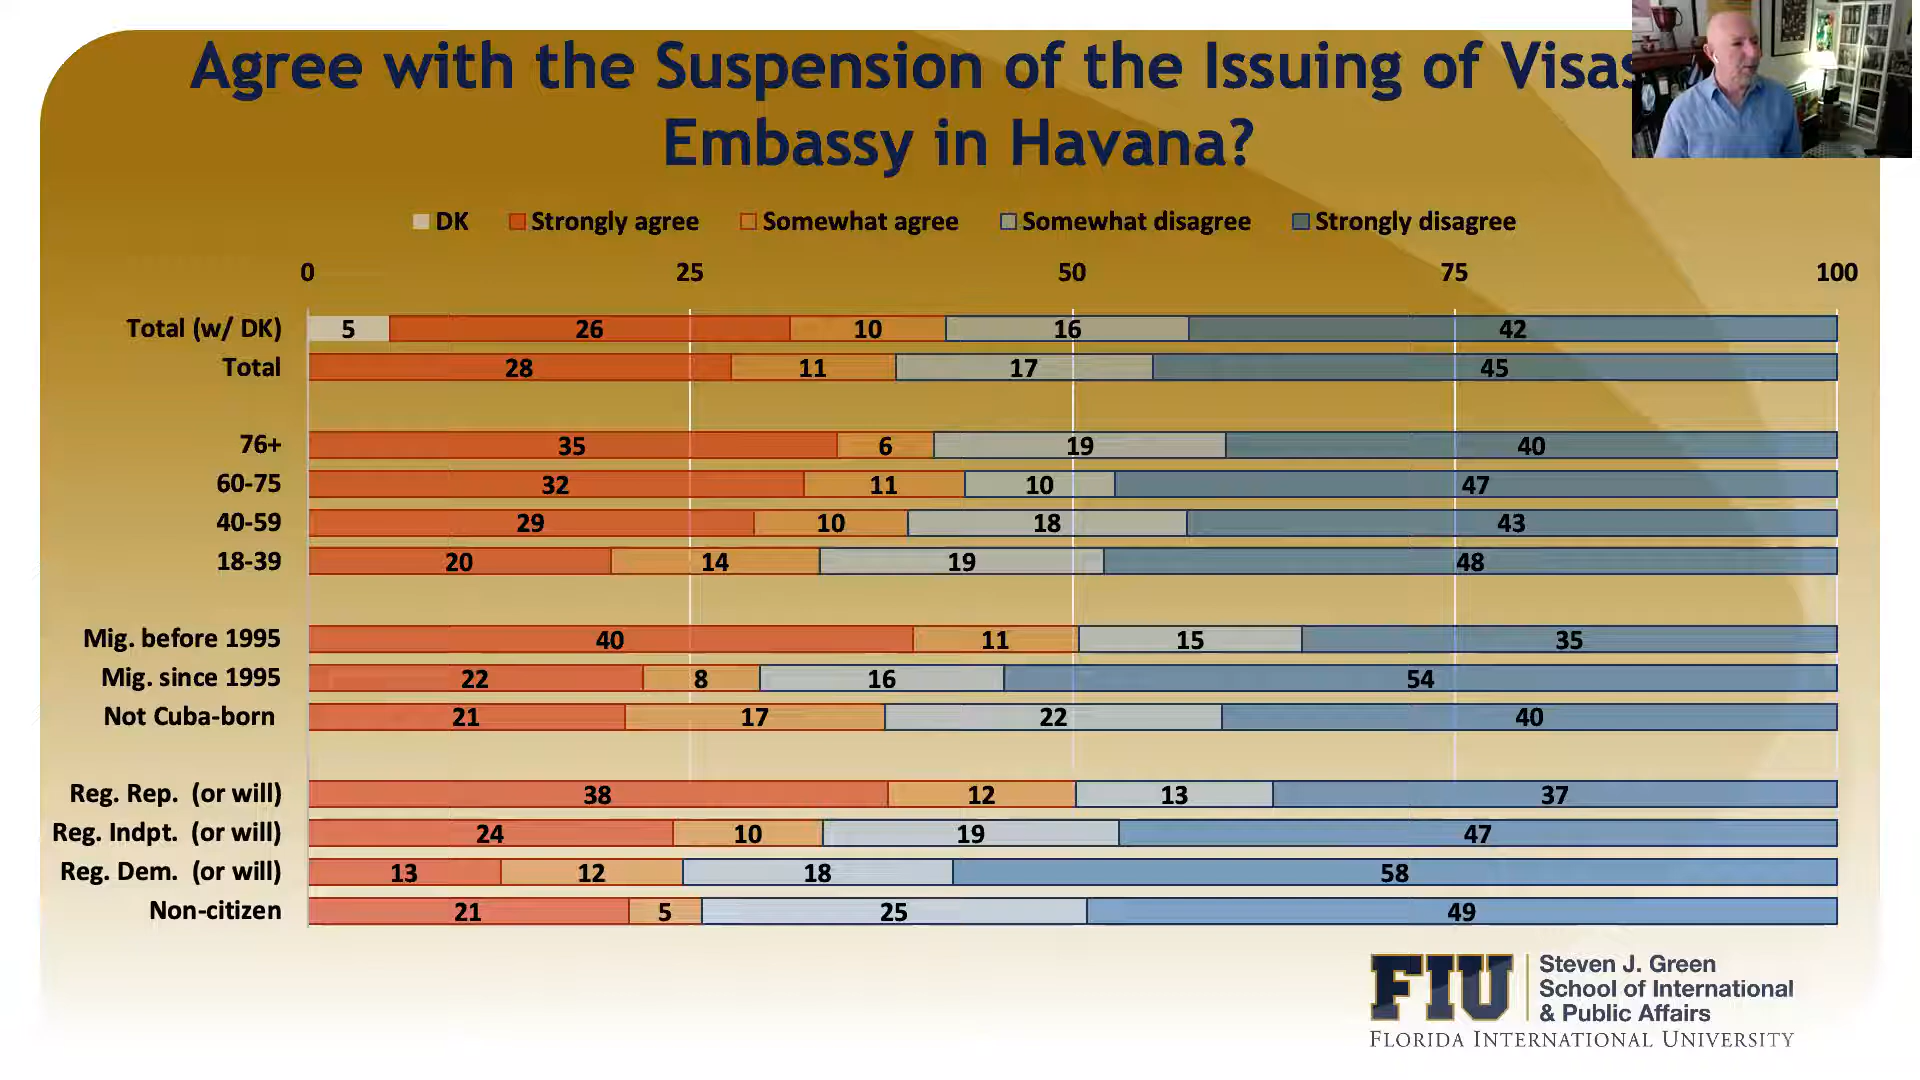 Agree with the Suspension of the Issuing of Visas
Embassy in Havana?
DK Strongly agree Somewhat agree Somewhat disagree Strongly disagree
0 25 50 75 100
Total (w/ DK) 5 26 10 16 42
Total 28 11 17 45
76+ 35 6 19 40
60-75 32 11 10 47
40-59 29 10 18 43
18-39 20 14 19 48
Mig. before 1995 40 11 15 35
Mig. since 1995 22 8 16 54
Not Cuba-born 21 17 22 40
Reg. Rep. (or will) 38 12 13 37
Reg. Indpt. (or will) 24 10 19 47
Reg. Dem. (or will) 13 12 18 58
Non-citizen 21 5 25 49
FIU
Steven J. Green
School of International
& Public Affairs
FLORIDA INTERNATIONAL UNIVERSITY